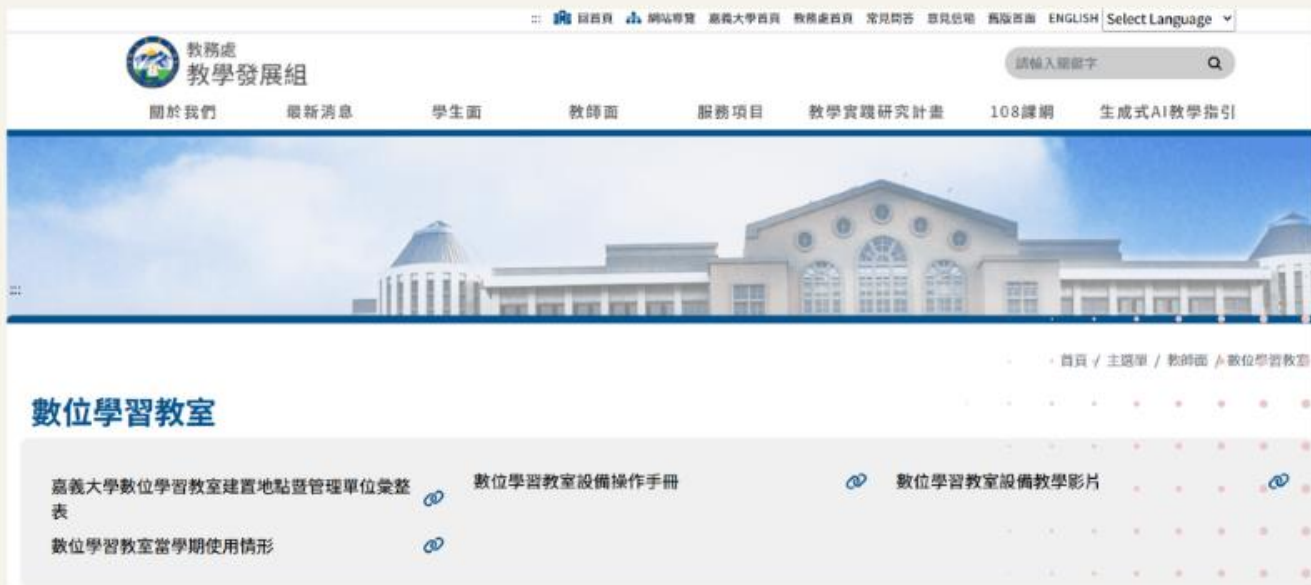 ::: 回首頁 網站導覽 嘉義大學首頁 教務處首頁 常見問答 意見信箱 舊版首面 ENGLISH Select Language
教務處
教學發展組
請輸入關鍵字
關於我們 最新消息 學生面 教師面 服務項目 教學實踐研究計畫 108課綱 生成式AI教學指引
:::
首頁 / 主選單 / 教師面 / 數位學習教室
數位學習教室
嘉義大學數位學習教室建置地點暨管理單位彙整表
數位學習教室設備操作手冊
數位學習教室設備教學影片
數位學習教室當學期使用情形